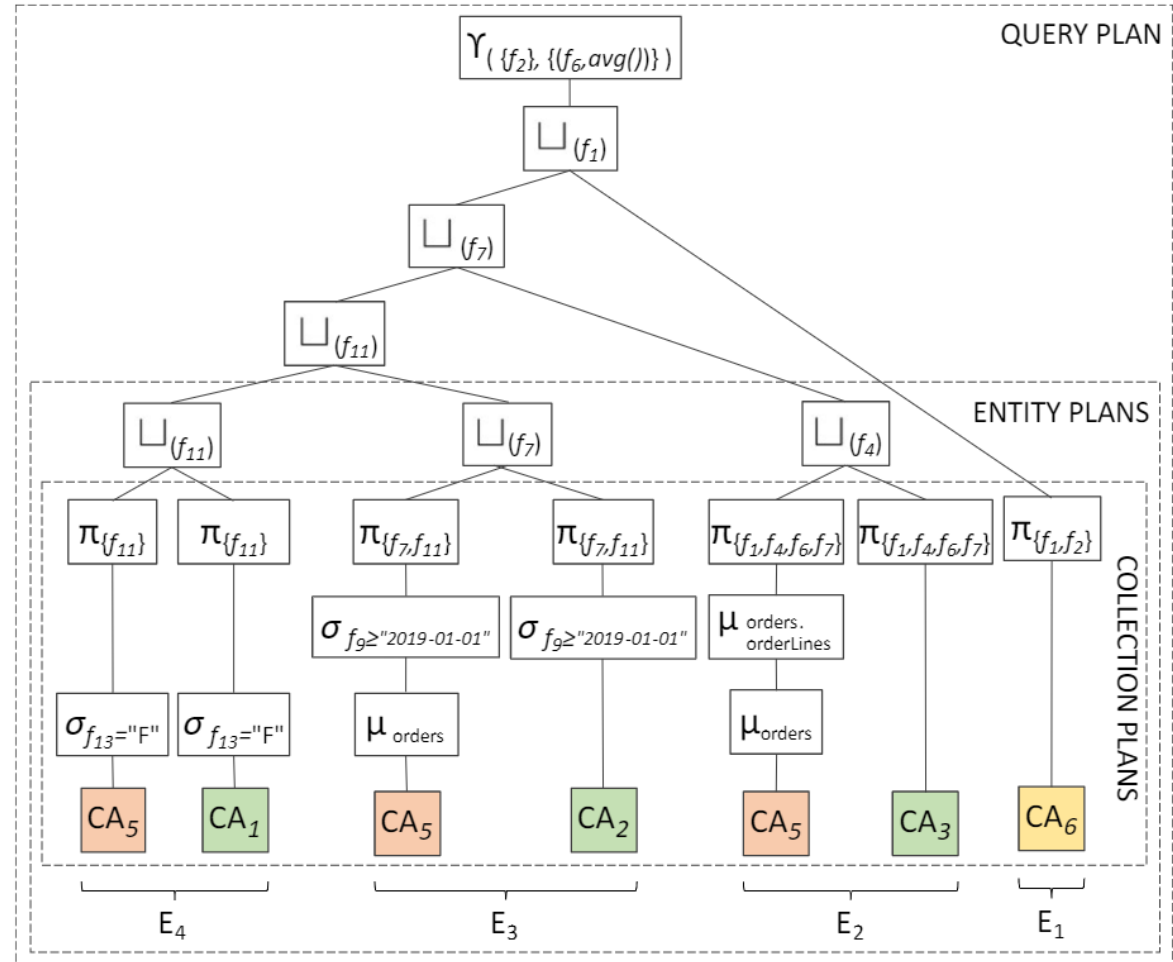 QUERY PLAN
ϒ( {f2}, {(f6,avg())} )
⊔(f1)
⊔(f7)
⊔(f11)
ENTITY PLANS
⊔(f11)
⊔(f7)
⊔(f4)
COLLECTION PLANS
π{f11}
π{f11}
π{f7,f11}
π{f7,f11}
π{f1,f4,f6,f7}
π{f1,f4,f6,f7}
π{f1,f2}
σ f9≥"2019-01-01"
σ f9≥"2019-01-01"
μ orders.
orderLines
σf13="F"
σf13="F"
μ orders
μorders
CA5
CA1
CA5
CA2
CA5
CA3
CA6
E4
E3
E2
E1